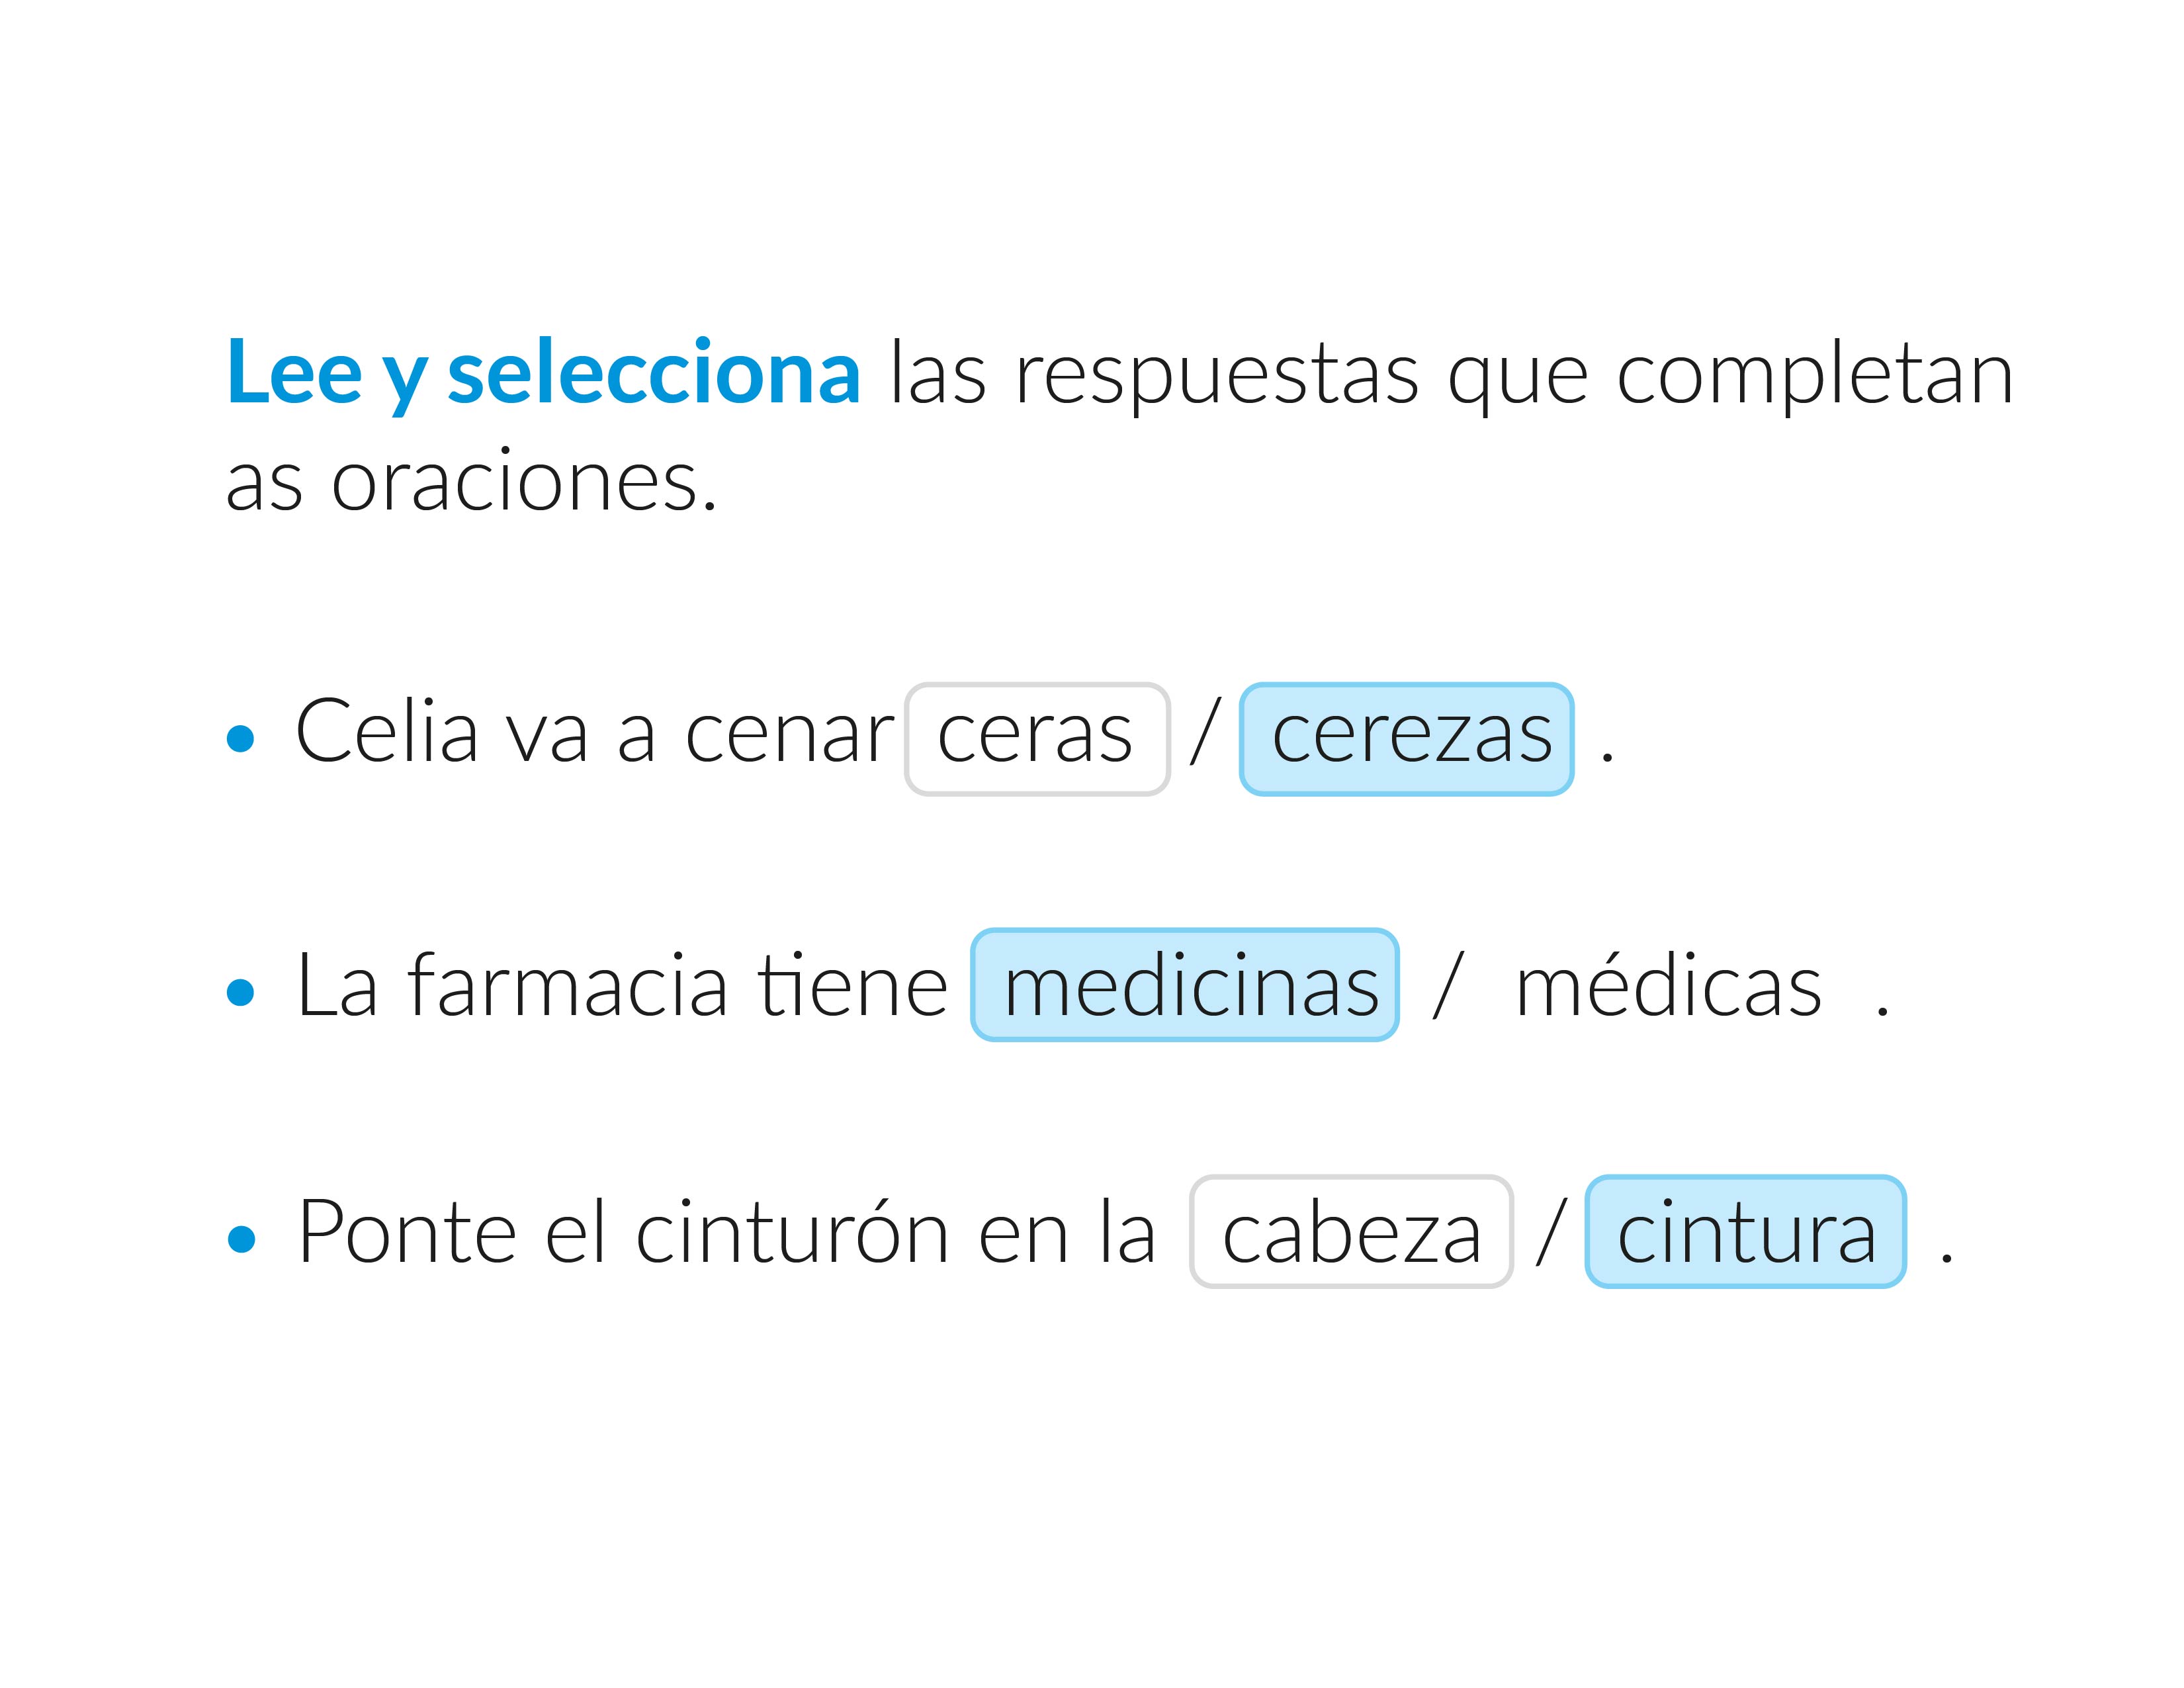 Lee y selecciona las respuestas que completan
as oraciones.
• Celia va a cenar ceras / cerezas .
• La farmacia tiene medicinas / médicas .
• Ponte el cinturón en la cabeza / cintura .